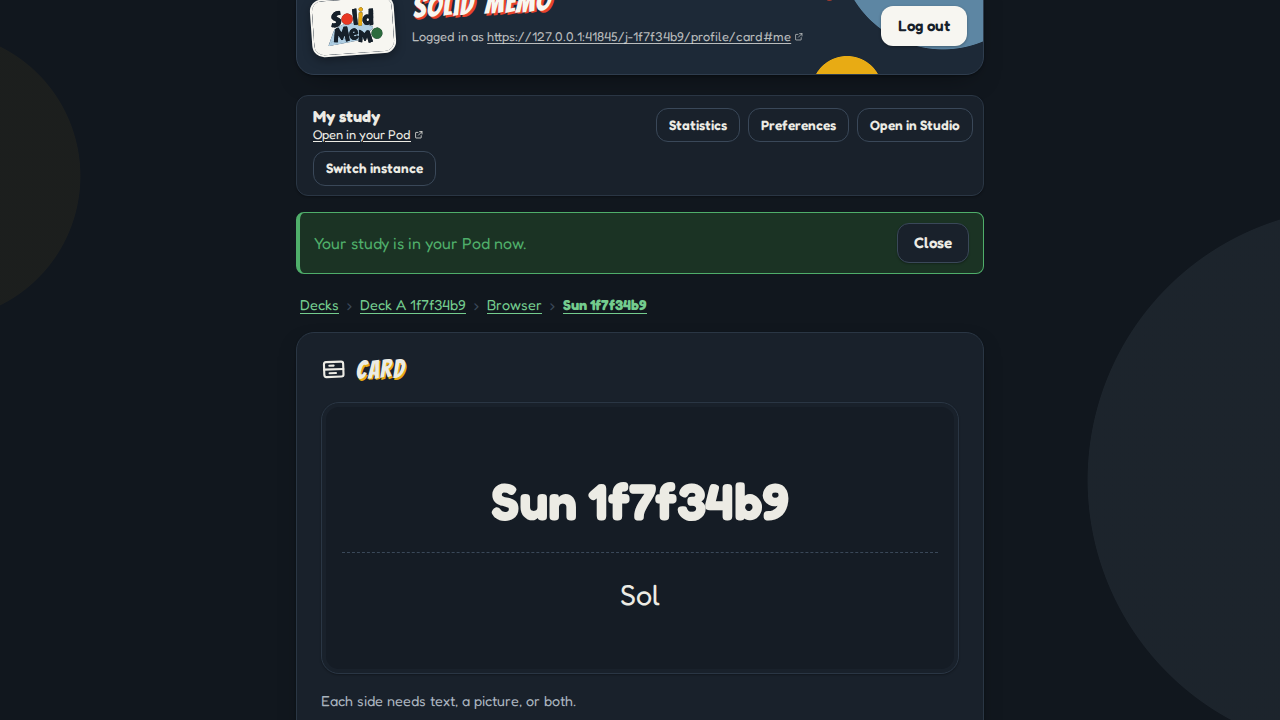 Solid
Memo
SOLID MEMO
Logged in as https://127.0.0.1:41845/j-1f7f34b9/profile/card#me
Log out
My study
Open in your Pod
Statistics
Preferences
Open in Studio
Switch instance
Your study is in your Pod now.
Close
Decks › Deck A 1f7f34b9 › Browser › Sun 1f7f34b9
CARD
Sun 1f7f34b9
Sol
Each side needs text, a picture, or both.